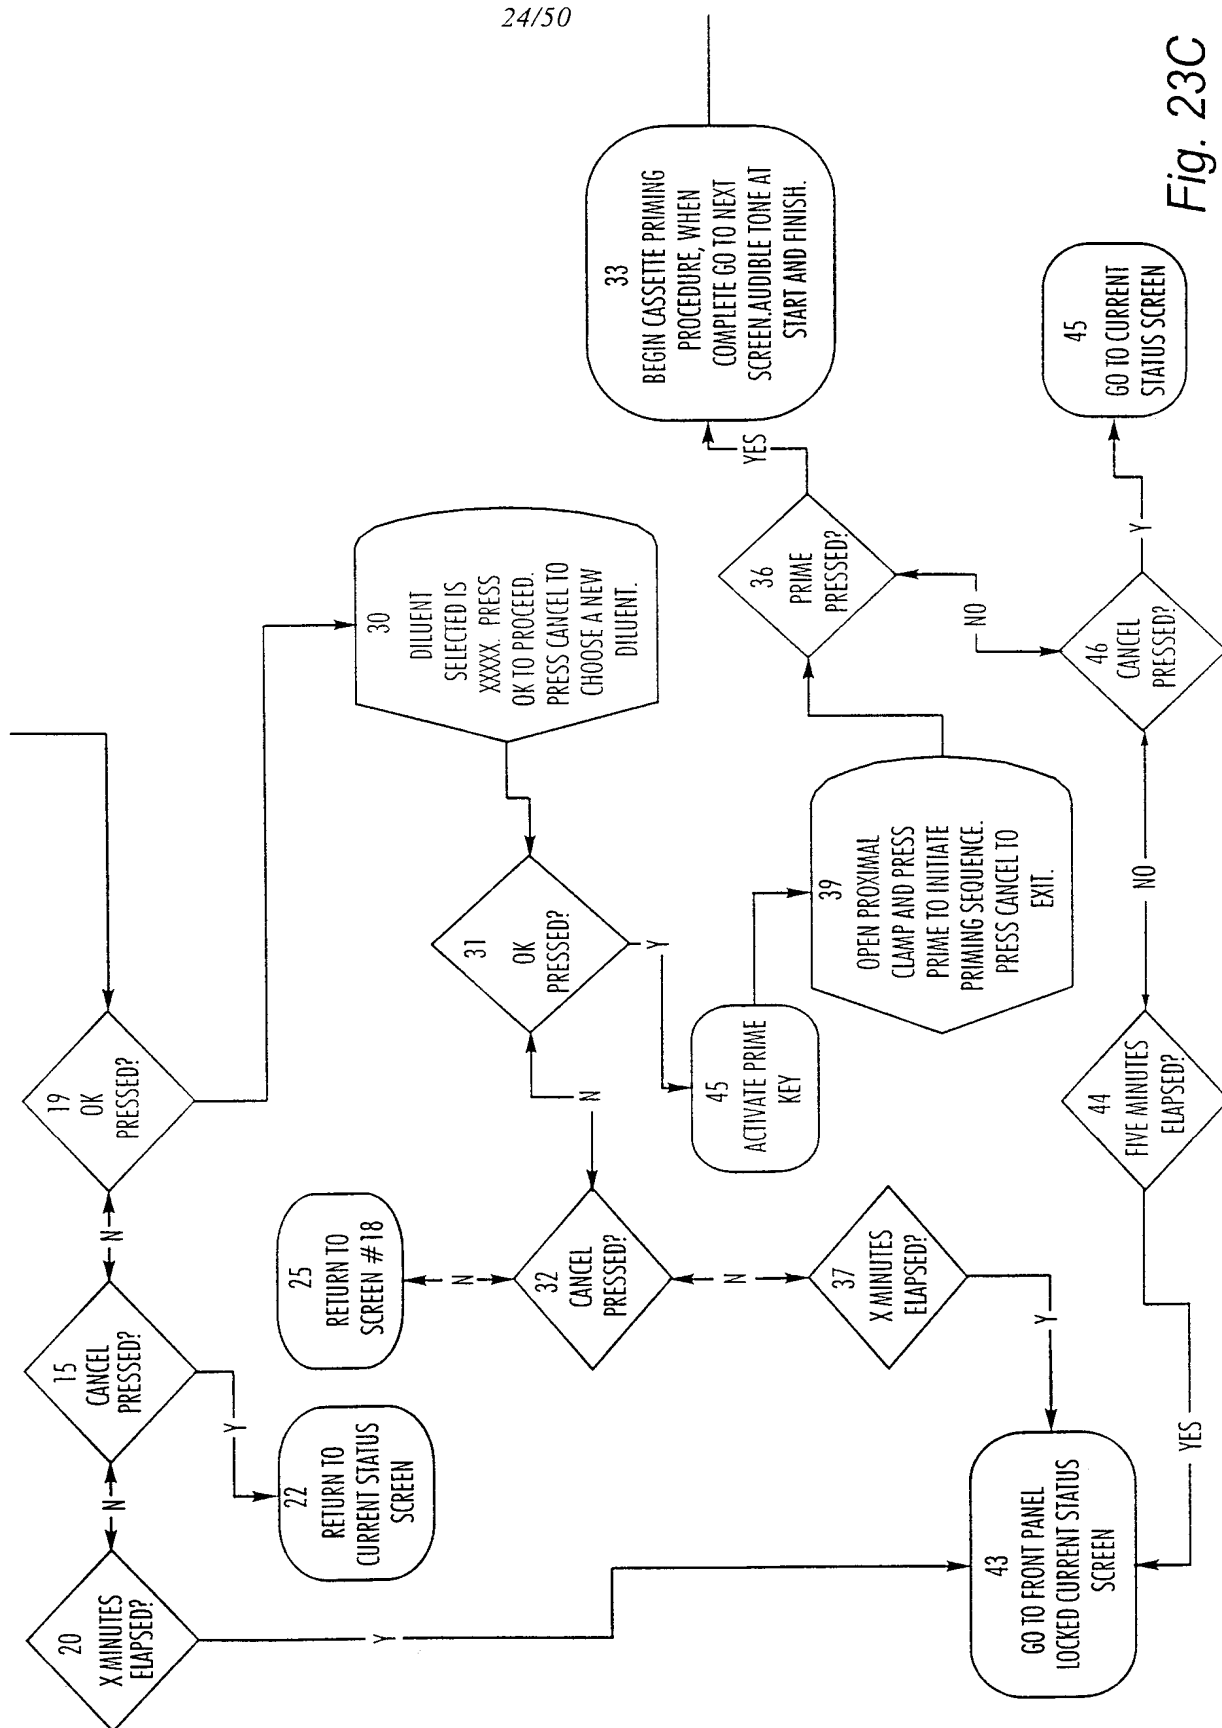 24/50
20
X MINUTES
ELAPSED?
N
15
CANCEL
PRESSED?
N
19
OK
PRESSED?
Y
22
RETURN TO
CURRENT STATUS
SCREEN
25
RETURN TO
SCREEN #18
30
DILUENT
SELECTED IS
XXXXX. PRESS
OK TO PROCEED.
PRESS CANCEL TO
CHOOSE A NEW
DILUENT.
Y
N
32
CANCEL
PRESSED?
N
31
OK
PRESSED?
N
Y
37
X MINUTES
ELAPSED?
Y
45
ACTIVATE PRIME
KEY
39
OPEN PROXIMAL
CLAMP AND PRESS
PRIME TO INITIATE
PRIMING SEQUENCE.
PRESS CANCEL TO
EXIT.
36
PRIME
PRESSED?
YES
33
BEGIN CASSETTE PRIMING
PROCEDURE, WHEN
COMPLETE GO TO NEXT
SCREEN.AUDIBLE TONE AT
START AND FINISH.
NO
43
GO TO FRONT PANEL
LOCKED CURRENT STATUS
SCREEN
YES
44
FIVE MINUTES
ELAPSED?
NO
46
CANCEL
PRESSED?
Y
45
GO TO CURRENT
STATUS SCREEN
Fig. 23C